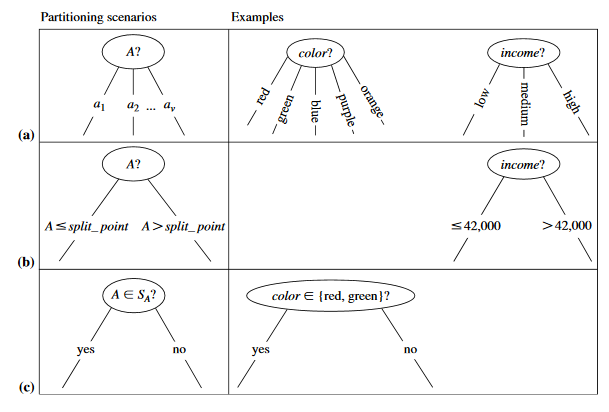 Partitioning scenarios Examples
A? color? income?
a1 a2 ... av red green blue purple orange low medium high
(a)
A? income?
A ≤ split_point A > split_point ≤ 42,000 > 42,000
(b)
A ∈ SA? color ∈ {red, green}?
yes no yes no
(c)